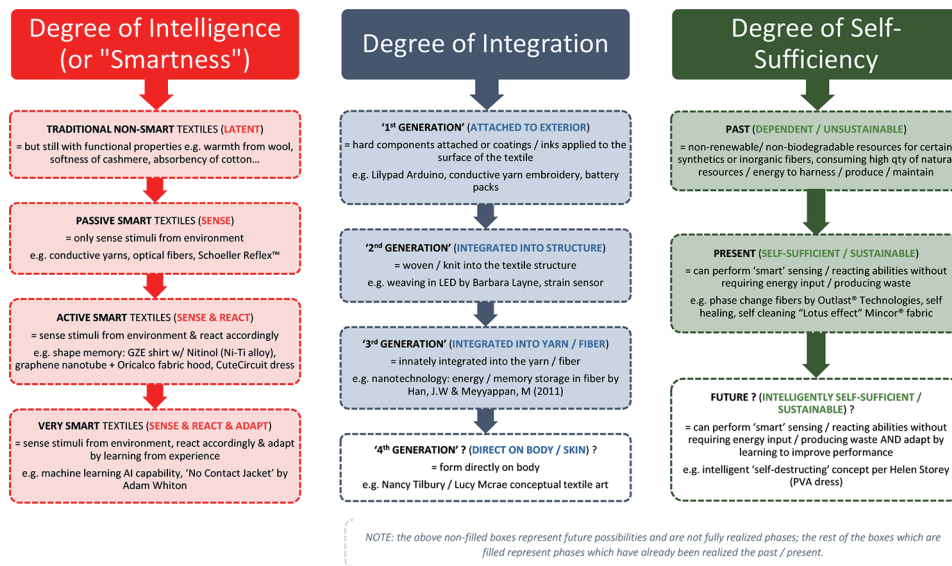 Degree of Intelligence
(or "Smartness")
TRADITIONAL NON-SMART TEXTILES (LATENT)
= but still with functional properties e.g. warmth from wool,
softness of cashmere, absorbency of cotton...
PASSIVE SMART TEXTILES (SENSE)
= only sense stimuli from environment
e.g. conductive yarns, optical fibers, Schoeller Reflex™
ACTIVE SMART TEXTILES (SENSE & REACT)
= sense stimuli from environment & react accordingly
e.g. shape memory: GZE shirt w/ Nitinol (Ni-Ti alloy),
graphene nanotube + Oricalco fabric hood, CuteCircuit dress
VERY SMART TEXTILES (SENSE & REACT & ADAPT)
= sense stimuli from environment, react accordingly & adapt
by learning from experience
e.g. machine learning AI capability, ‘No Contact Jacket’ by
Adam Whiton
Degree of Integration
‘1st GENERATION’ (ATTACHED TO EXTERIOR)
= hard components attached or coatings / inks applied to the
surface of the textile
e.g. Lilypad Arduino, conductive yarn embroidery, battery
packs
‘2nd GENERATION’ (INTEGRATED INTO STRUCTURE)
= woven / knit into the textile structure
e.g. weaving in LED by Barbara Layne, strain sensor
‘3rd GENERATION’ (INTEGRATED INTO YARN / FIBER)
= innately integrated into the yarn / fiber
e.g. nanotechnology: energy / memory storage in fiber by
Han, J.W & Meyyappan, M (2011)
‘4th GENERATION’ ? (DIRECT ON BODY / SKIN) ?
= form directly on body
e.g. Nancy Tilbury / Lucy Mcrae conceptual textile art
Degree of Self-
Sufficiency
PAST (DEPENDENT / UNSUSTAINABLE)
= non-renewable/ non-biodegradable resources for certain
synthetics or inorganic fibers, consuming high qty of natural
resources / energy to harness / produce / maintain
PRESENT (SELF-SUFFICIENT / SUSTAINABLE)
= can perform ‘smart’ sensing / reacting abilities without
requiring energy input / producing waste
e.g. phase change fibers by Outlast® Technologies, self
healing, self cleaning “Lotus effect” Mincor® fabric
FUTURE ? (INTELLIGENTLY SELF-SUFFICIENT /
SUSTAINABLE) ?
= can perform ‘smart’ sensing / reacting abilities without
requiring energy input / producing waste AND adapt by
learning to improve performance
e.g. intelligent ‘self-destructing’ concept per Helen Storey
(PVA dress)
NOTE: the above non-filled boxes represent future possibilities and are not fully realized phases; the rest of the boxes which are
filled represent phases which have already been realized the past / present.